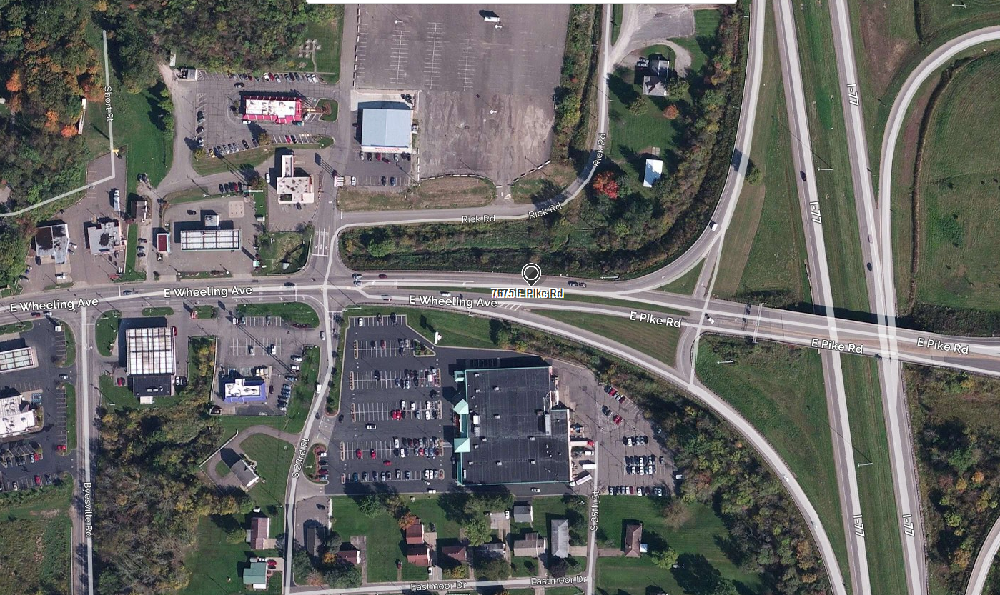 Short St
I-77
Rick Rd
I-77
Rick Rd
Rick Rd
E Wheeling Ave
7675 E Pike Rd
E Wheeling Ave
E Wheeling Ave
E Pike Rd
E Pike Rd
E Pike Rd
S 23rd St
Byesville Rd
S 25th St
I-77
I-77
Eastmoor Dr
Eastmoor Dr